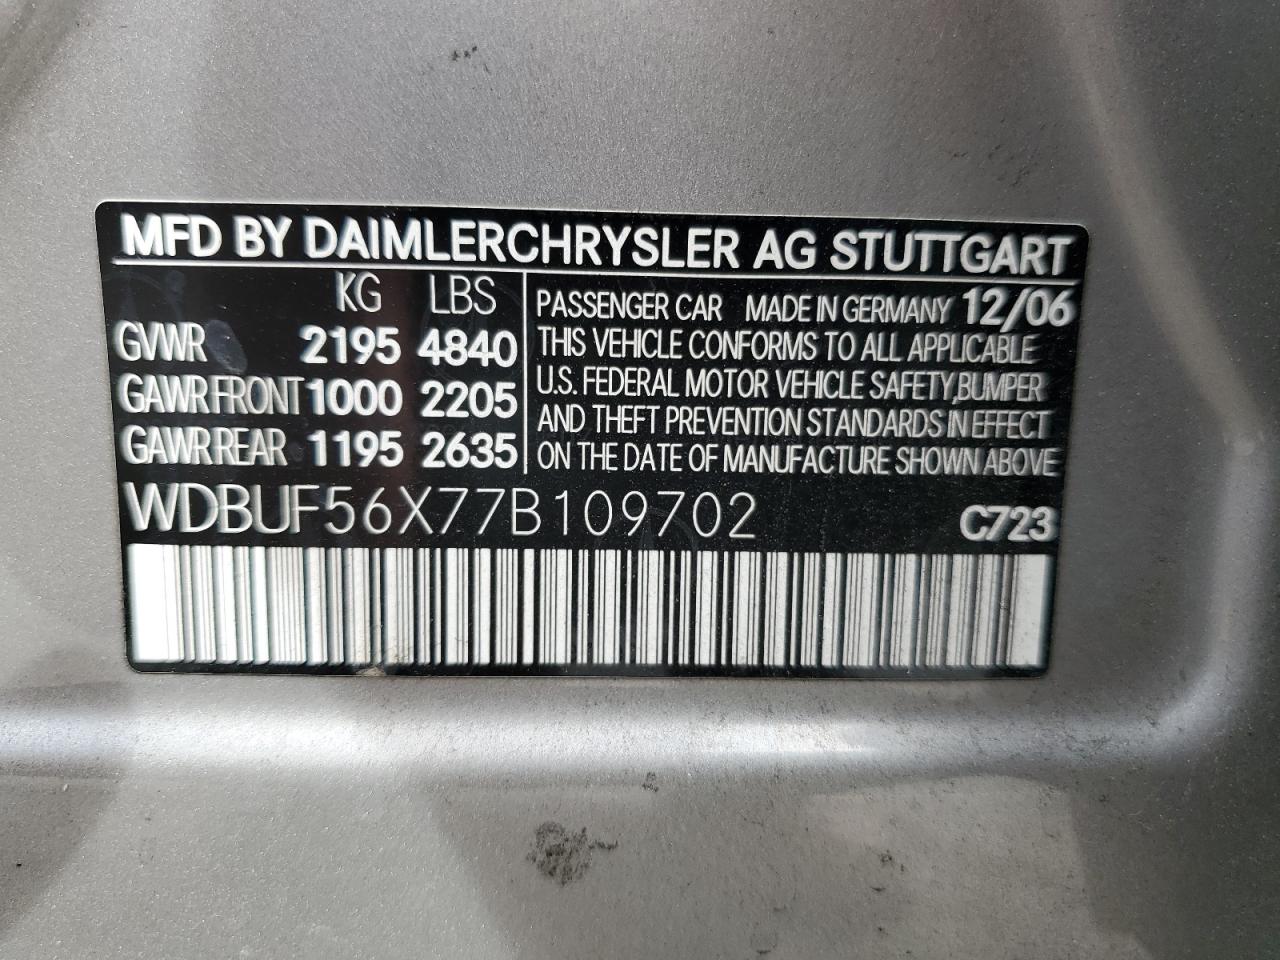 MFD BY DAIMLERCHRYSLER AG STUTTGART
KG LBS
GVWR 2195 4840
GAWR FRONT 1000 2205
GAWR REAR 1195 2635
PASSENGER CAR MADE IN GERMANY 12/06
THIS VEHICLE CONFORMS TO ALL APPLICABLE
U.S. FEDERAL MOTOR VEHICLE SAFETY, BUMPER
AND THEFT PREVENTION STANDARDS IN EFFECT
ON THE DATE OF MANUFACTURE SHOWN ABOVE
WDBUF56X77B109702 C723